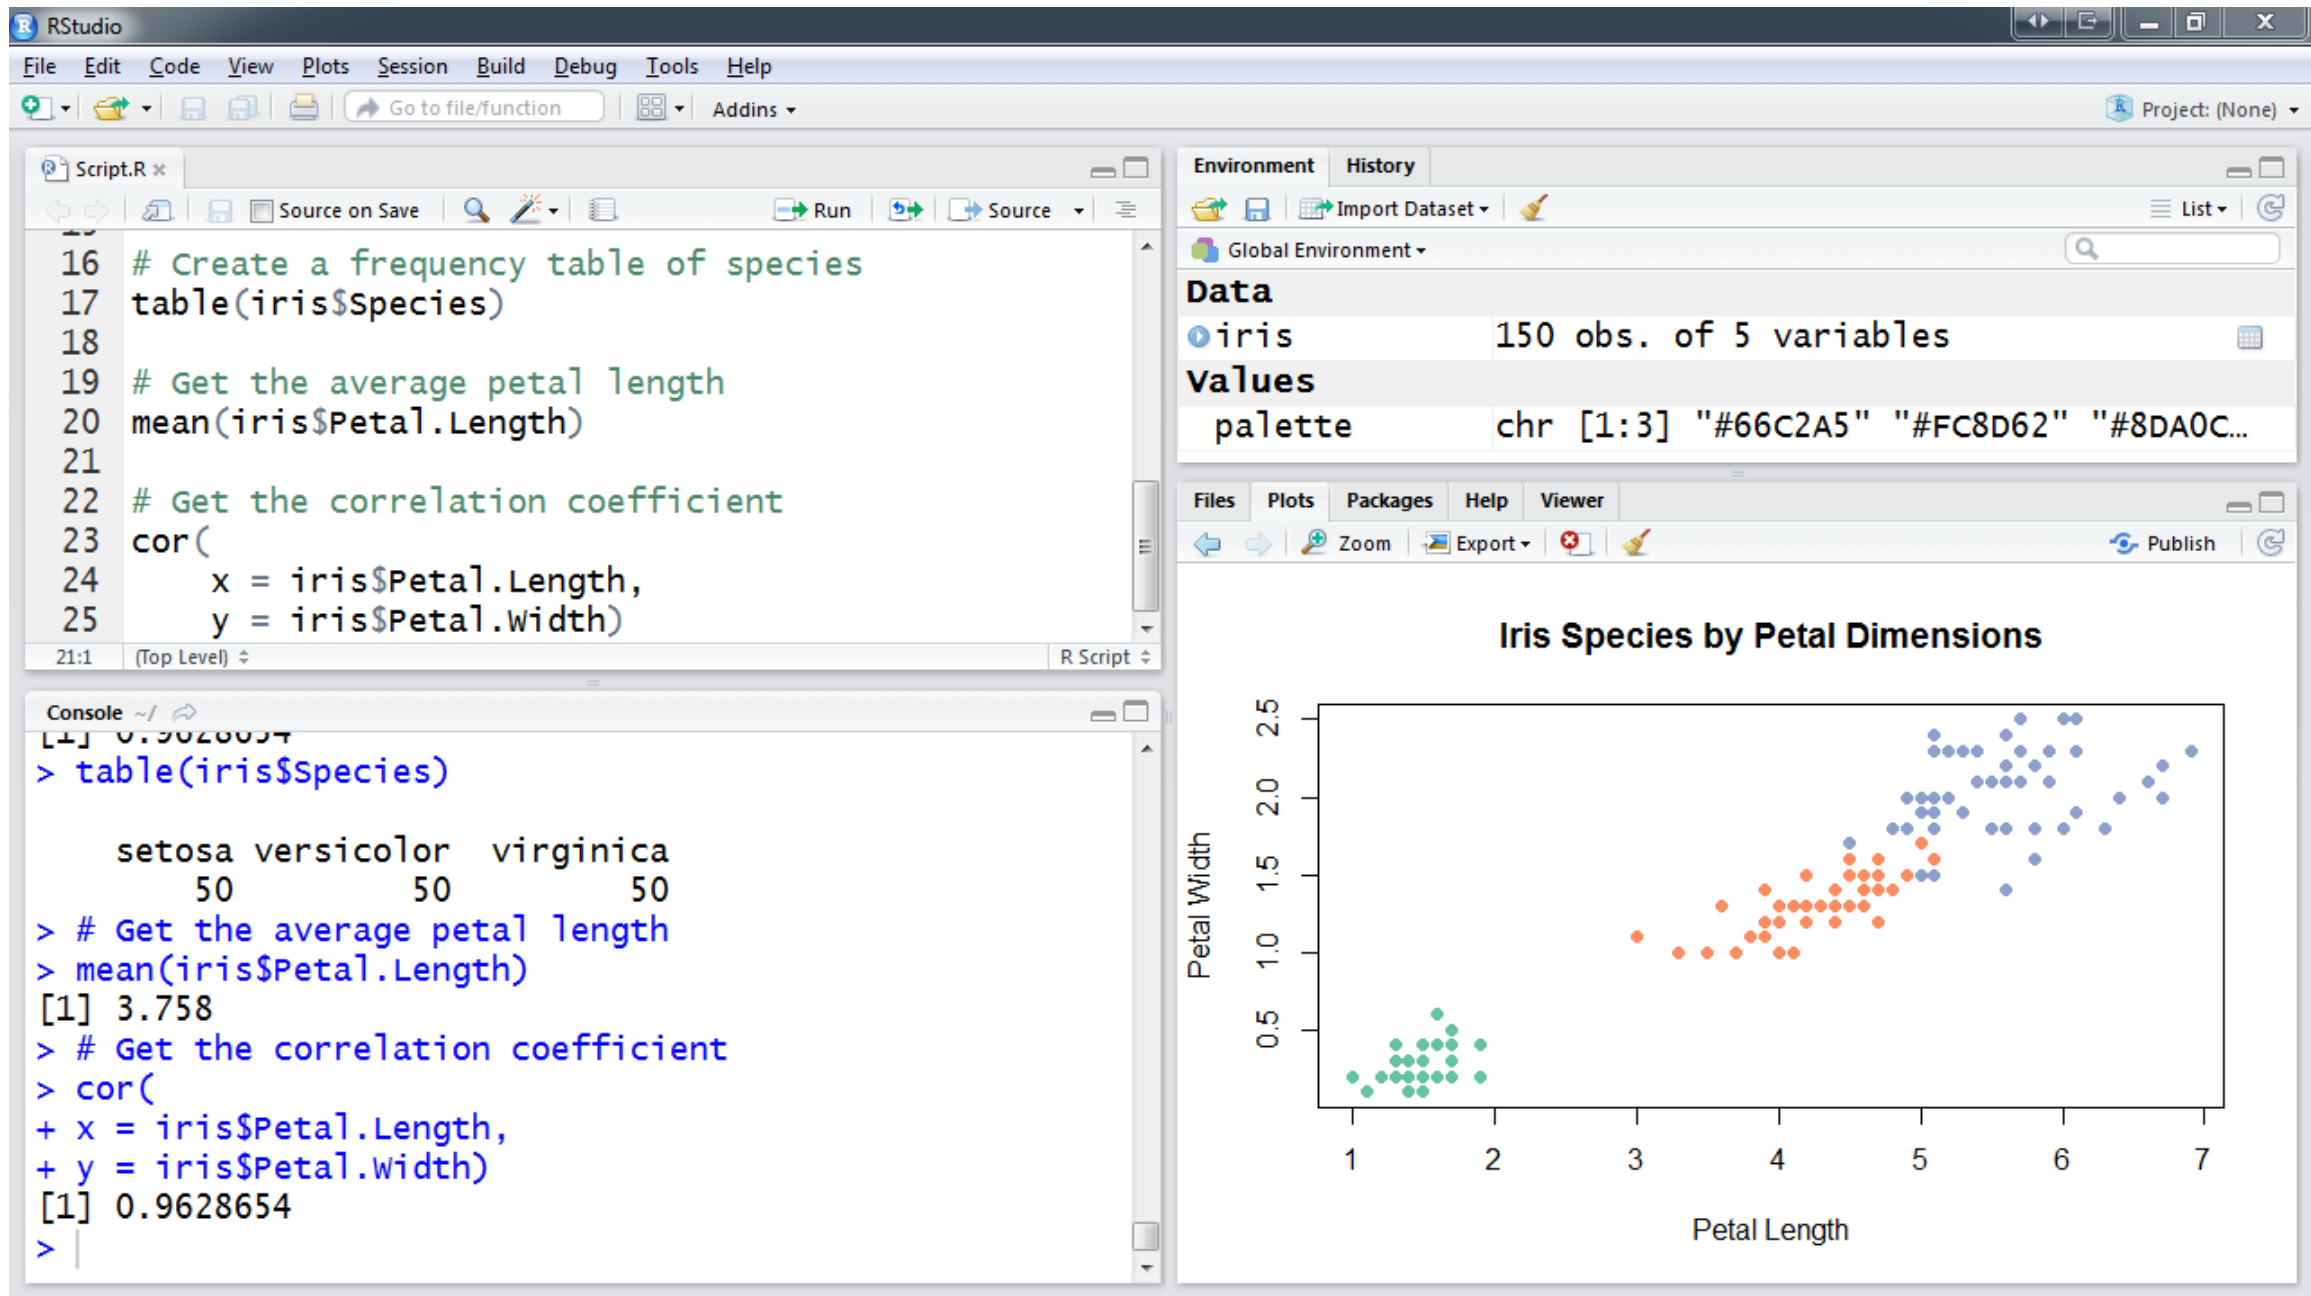 RStudio
File Edit Code View Plots Session Build Debug Tools Help
Go to file/function Addins Project: (None)
Script.R
Source on Save Run Source
16 # Create a frequency table of species
17 table(iris$Species)
18
19 # Get the average petal length
20 mean(iris$Petal.Length)
21
22 # Get the correlation coefficient
23 cor(
24 x = iris$Petal.Length,
25 y = iris$Petal.Width)
21:1 (Top Level) R Script
Console ~/
[1] 0.9628654
> table(iris$Species)
setosa versicolor virginica
50 50 50
> # Get the average petal length
> mean(iris$Petal.Length)
[1] 3.758
> # Get the correlation coefficient
> cor(
+ x = iris$Petal.Length,
+ y = iris$Petal.Width)
[1] 0.9628654
>
Environment History
Import Dataset List
Global Environment
Data
iris 150 obs. of 5 variables
Values
palette chr [1:3] "#66C2A5" "#FC8D62" "#8DA0C…
Files Plots Packages Help Viewer
Zoom Export Publish
Iris Species by Petal Dimensions
Petal Width
2.5
2.0
1.5
1.0
0.5
1 2 3 4 5 6 7
Petal Length